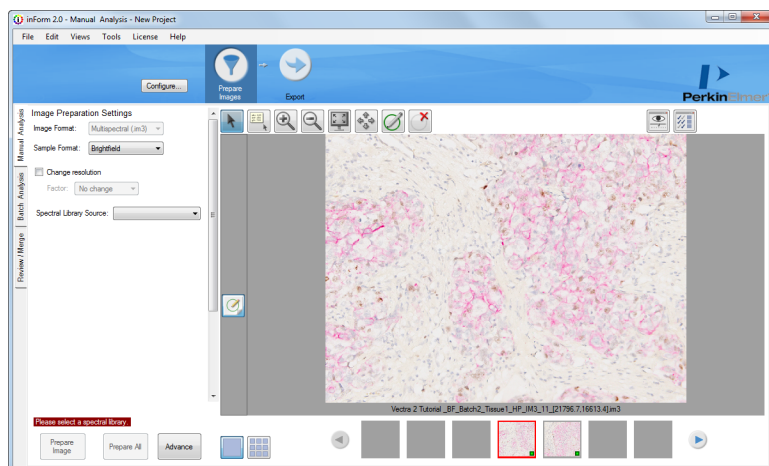 inForm 2.0 - Manual Analysis - New Project
File Edit Views Tools License Help
Configure...
Prepare Images
Export
PerkinElmer
Manual Analysis
Batch Analysis
Review / Merge
Image Preparation Settings
Image Format: Multispectral (.im3)
Sample Format: Brightfield
Change resolution
Factor: No change
Spectral Library Source:
Vectra 2 Tutorial _BF_Batch2_Tissue1_HP_IM3_11_[21796.7,16613.4].im3
Please select a spectral library.
Prepare Image
Prepare All
Advance